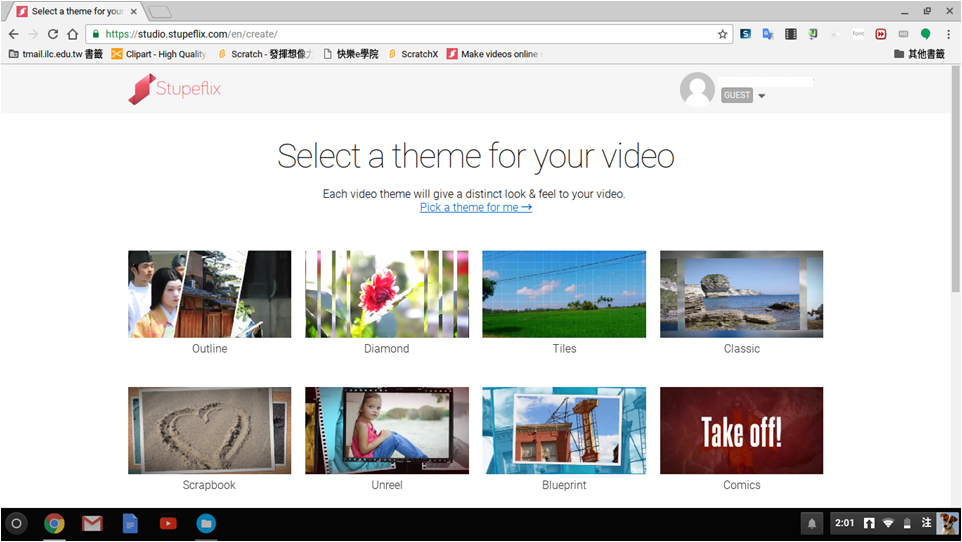 Select a theme for you
https://studio.stupeflix.com/en/create/
font
tmail.ilc.edu.tw 書籤
Clipart - High Quality,
Scratch - 發揮想像
快樂e學院
ScratchX
Make videos online
其他書籤
Stupeflix
GUEST
Select a theme for your video
Each video theme will give a distinct look & feel to your video.
Pick a theme for me →
Outline
Diamond
Tiles
Classic
Take off!
Scrapbook
Unreel
Blueprint
Comics
2:01
注